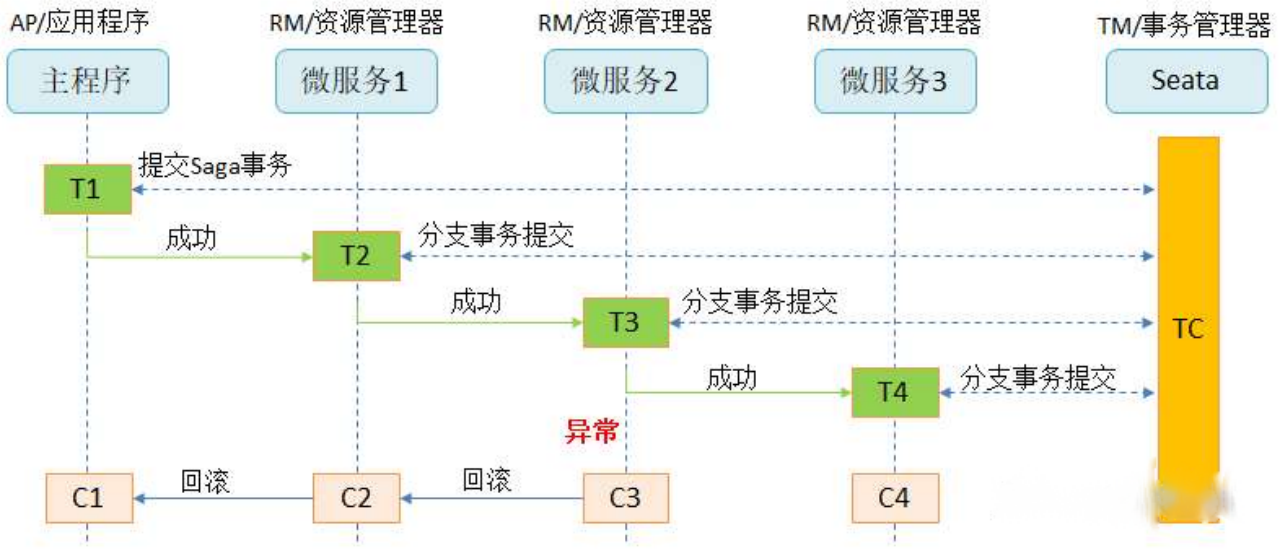 AP/应用程序 RM/资源管理器 RM/资源管理器 RM/资源管理器 TM/事务管理器
主程序 微服务1 微服务2 微服务3 Seata
提交Saga事务
T1
成功 T2 分支事务提交
成功 T3 分支事务提交 TC
成功 T4 分支事务提交
异常
C1 回滚 C2 回滚 C3 C4